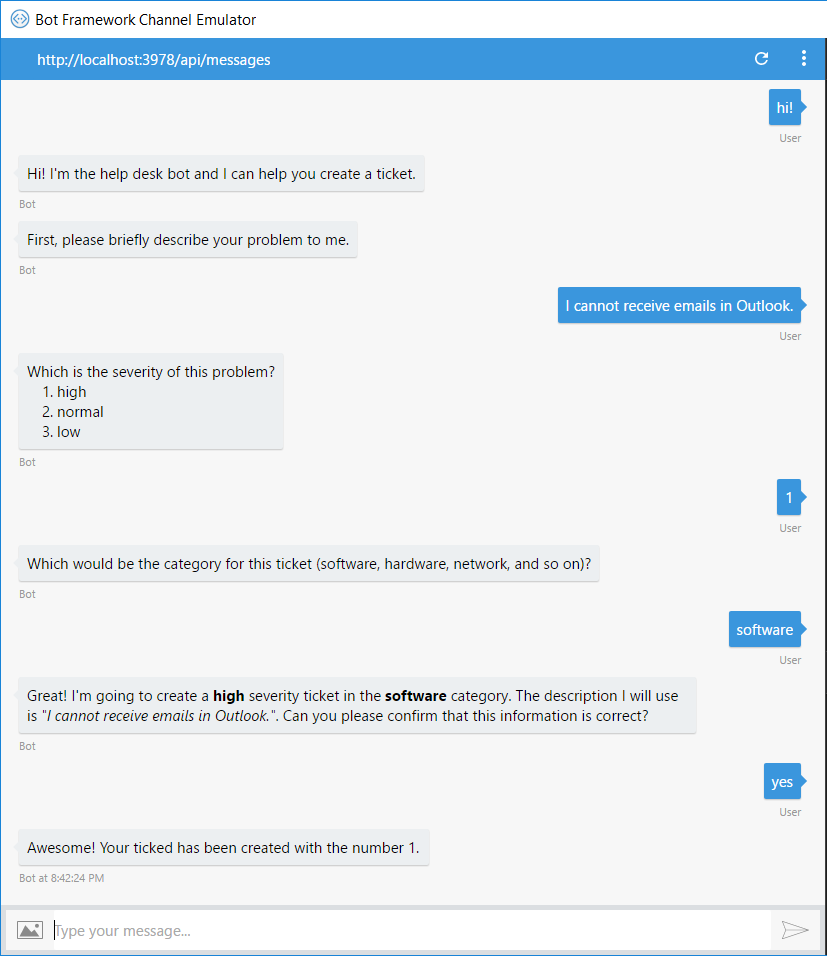 Bot Framework Channel Emulator
http://localhost:3978/api/messages
hi!
User
Hi! I'm the help desk bot and I can help you create a ticket.
Bot
First, please briefly describe your problem to me.
Bot
I cannot receive emails in Outlook.
User
Which is the severity of this problem?
1. high
2. normal
3. low
Bot
1
User
Which would be the category for this ticket (software, hardware, network, and so on)?
Bot
software
User
Great! I'm going to create a high severity ticket in the software category. The description I will use
is "I cannot receive emails in Outlook.". Can you please confirm that this information is correct?
Bot
yes
User
Awesome! Your ticked has been created with the number 1.
Bot at 8:42:24 PM
Type your message...